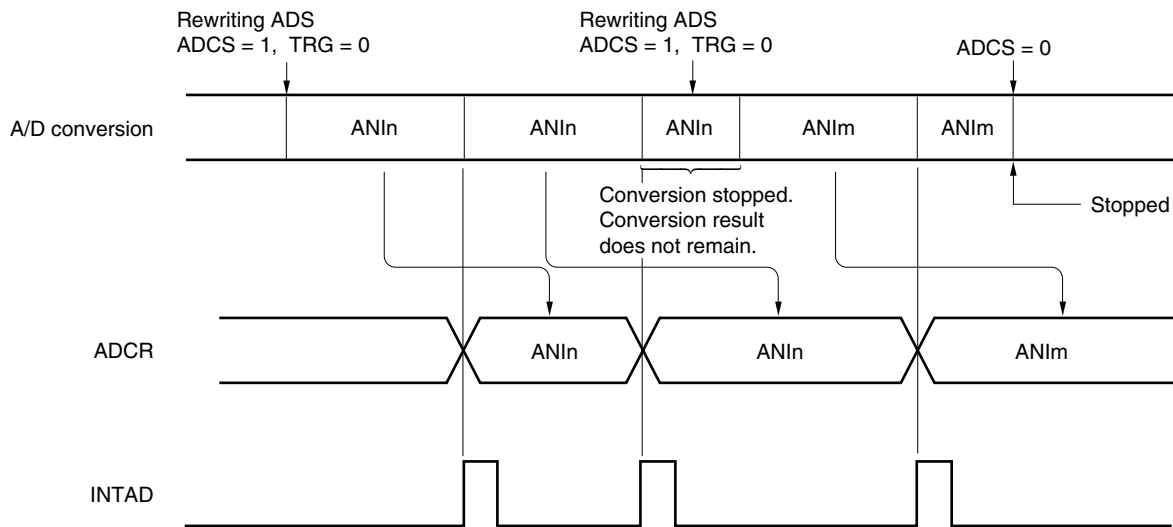 Rewriting ADS
ADCS = 1, TRG = 0
Rewriting ADS
ADCS = 1, TRG = 0
ADCS = 0
A/D conversion
ANIn
ANIn
ANIn
ANIm
ANIm
Conversion stopped.
Conversion result
does not remain.
Stopped
ADCR
ANIn
ANIn
ANIm
INTAD